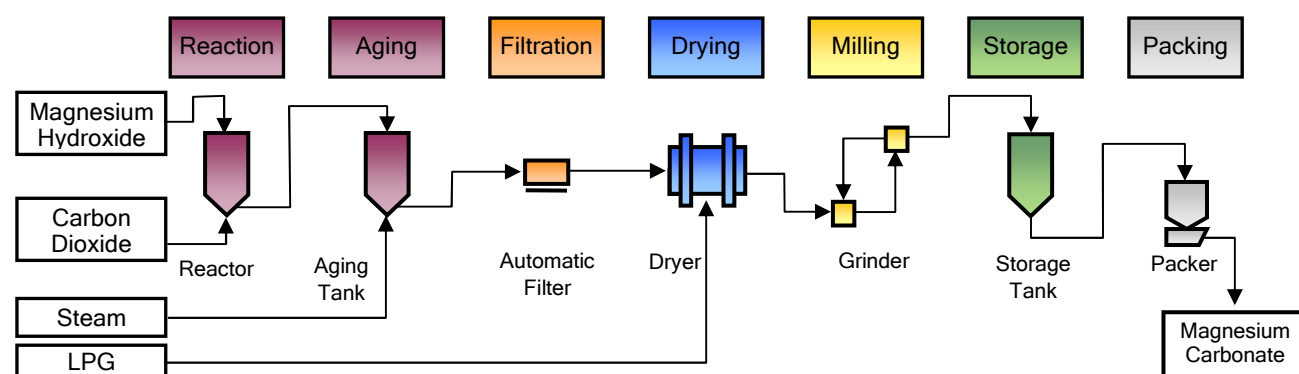 Reaction
Aging
Filtration
Drying
Milling
Storage
Packing
Magnesium
Hydroxide
Carbon
Dioxide
Reactor
Aging
Tank
Automatic
Filter
Dryer
Grinder
Storage
Tank
Packer
Steam
LPG
Magnesium
Carbonate